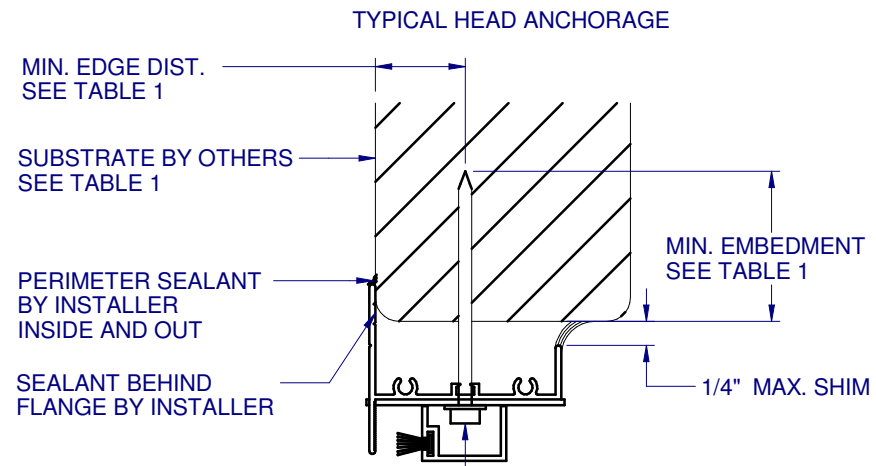 TYPICAL HEAD ANCHORAGE
MIN. EDGE DIST.
SEE TABLE 1
SUBSTRATE BY OTHERS
SEE TABLE 1
MIN. EMBEDMENT
SEE TABLE 1
PERIMETER SEALANT
BY INSTALLER
INSIDE AND OUT
SEALANT BEHIND
FLANGE BY INSTALLER
1/4" MAX. SHIM